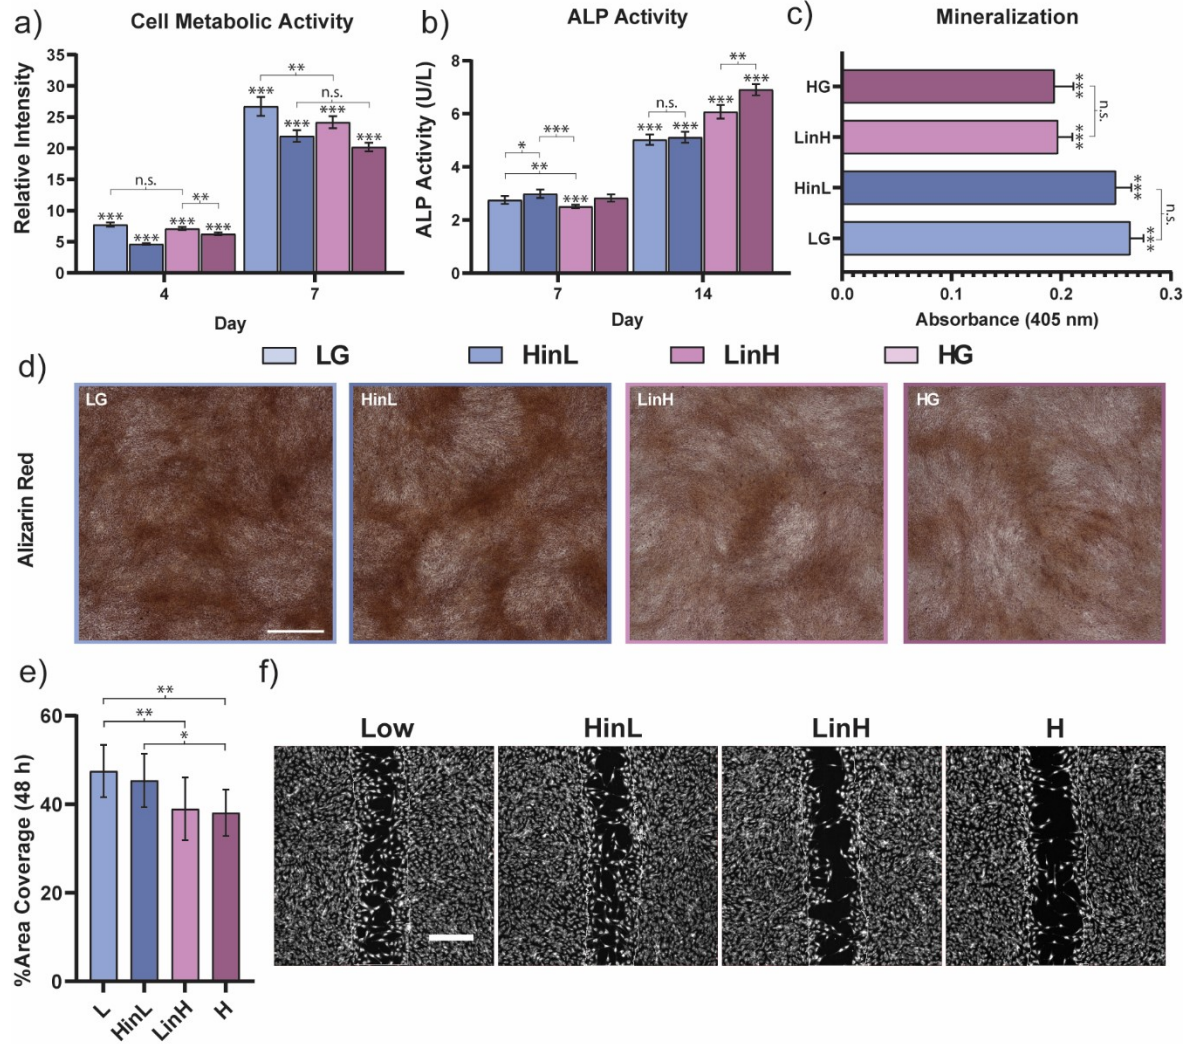 a)
Cell Metabolic Activity
Relative Intensity
35
30
25
20
15
10
5
0
**
n.s.
***
***
***
***
n.s.
**
***
***
***
***
4
7
Day
b)
ALP Activity
ALP Activity (U/L)
8
6
4
2
0
**
***
n.s.
***
***
***
***
*
**
***
7
14
Day
c)
Mineralization
HG
LinH
HinL
LG
***
***
n.s.
***
***
n.s.
0.0
0.1
0.2
0.3
Absorbance (405 nm)
LG
HinL
LinH
HG
d)
Alizarin Red
LG
HinL
LinH
HG
e)
%Area Coverage (48 h)
60
40
20
0
**
**
*
L
HinL
LinH
H
f)
Low
HinL
LinH
H